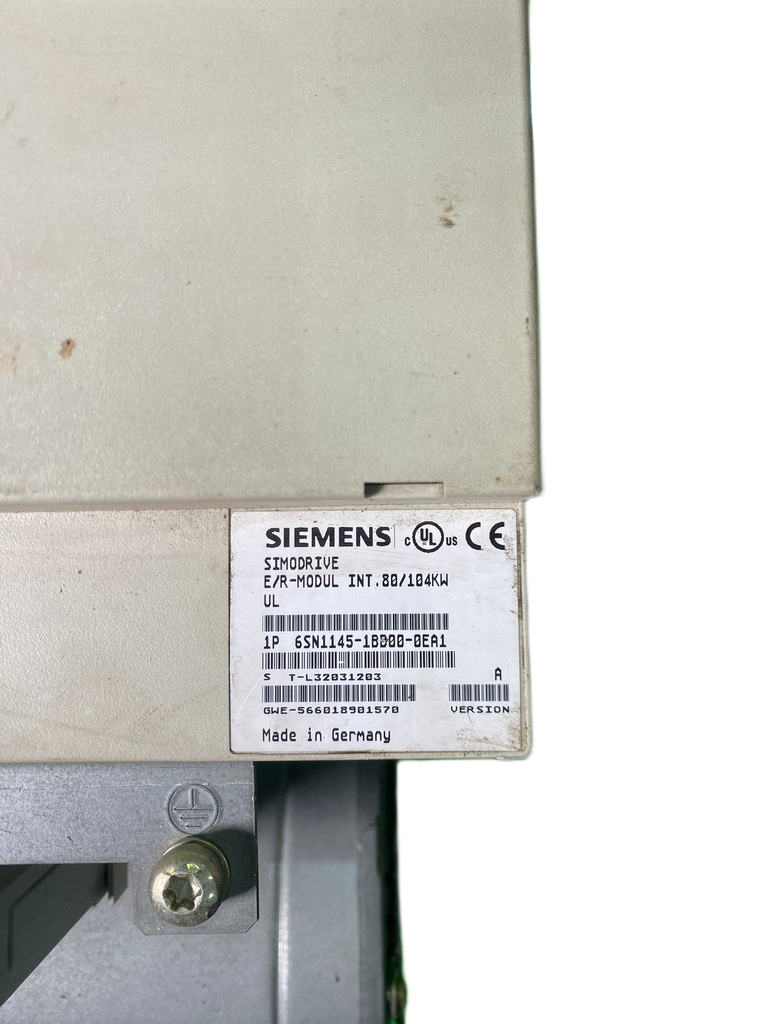 SIEMENS c UL US CE
SIMODRIVE
E/R-MODUL INT.80/104KW
UL
1P 6SN1145-1BB00-0EA1
S T-L32031203 A
GWE-566018901570 VERSION
Made in Germany